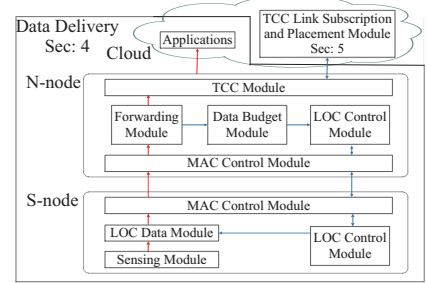 Data Delivery
Sec: 4
Cloud
Applications
TCC Link Subscription
and Placement Module
Sec: 5
N-node
TCC Module
Forwarding
Module
Data Budget
Module
LOC Control
Module
MAC Control Module
S-node
MAC Control Module
LOC Data Module
LOC Control
Module
Sensing Module